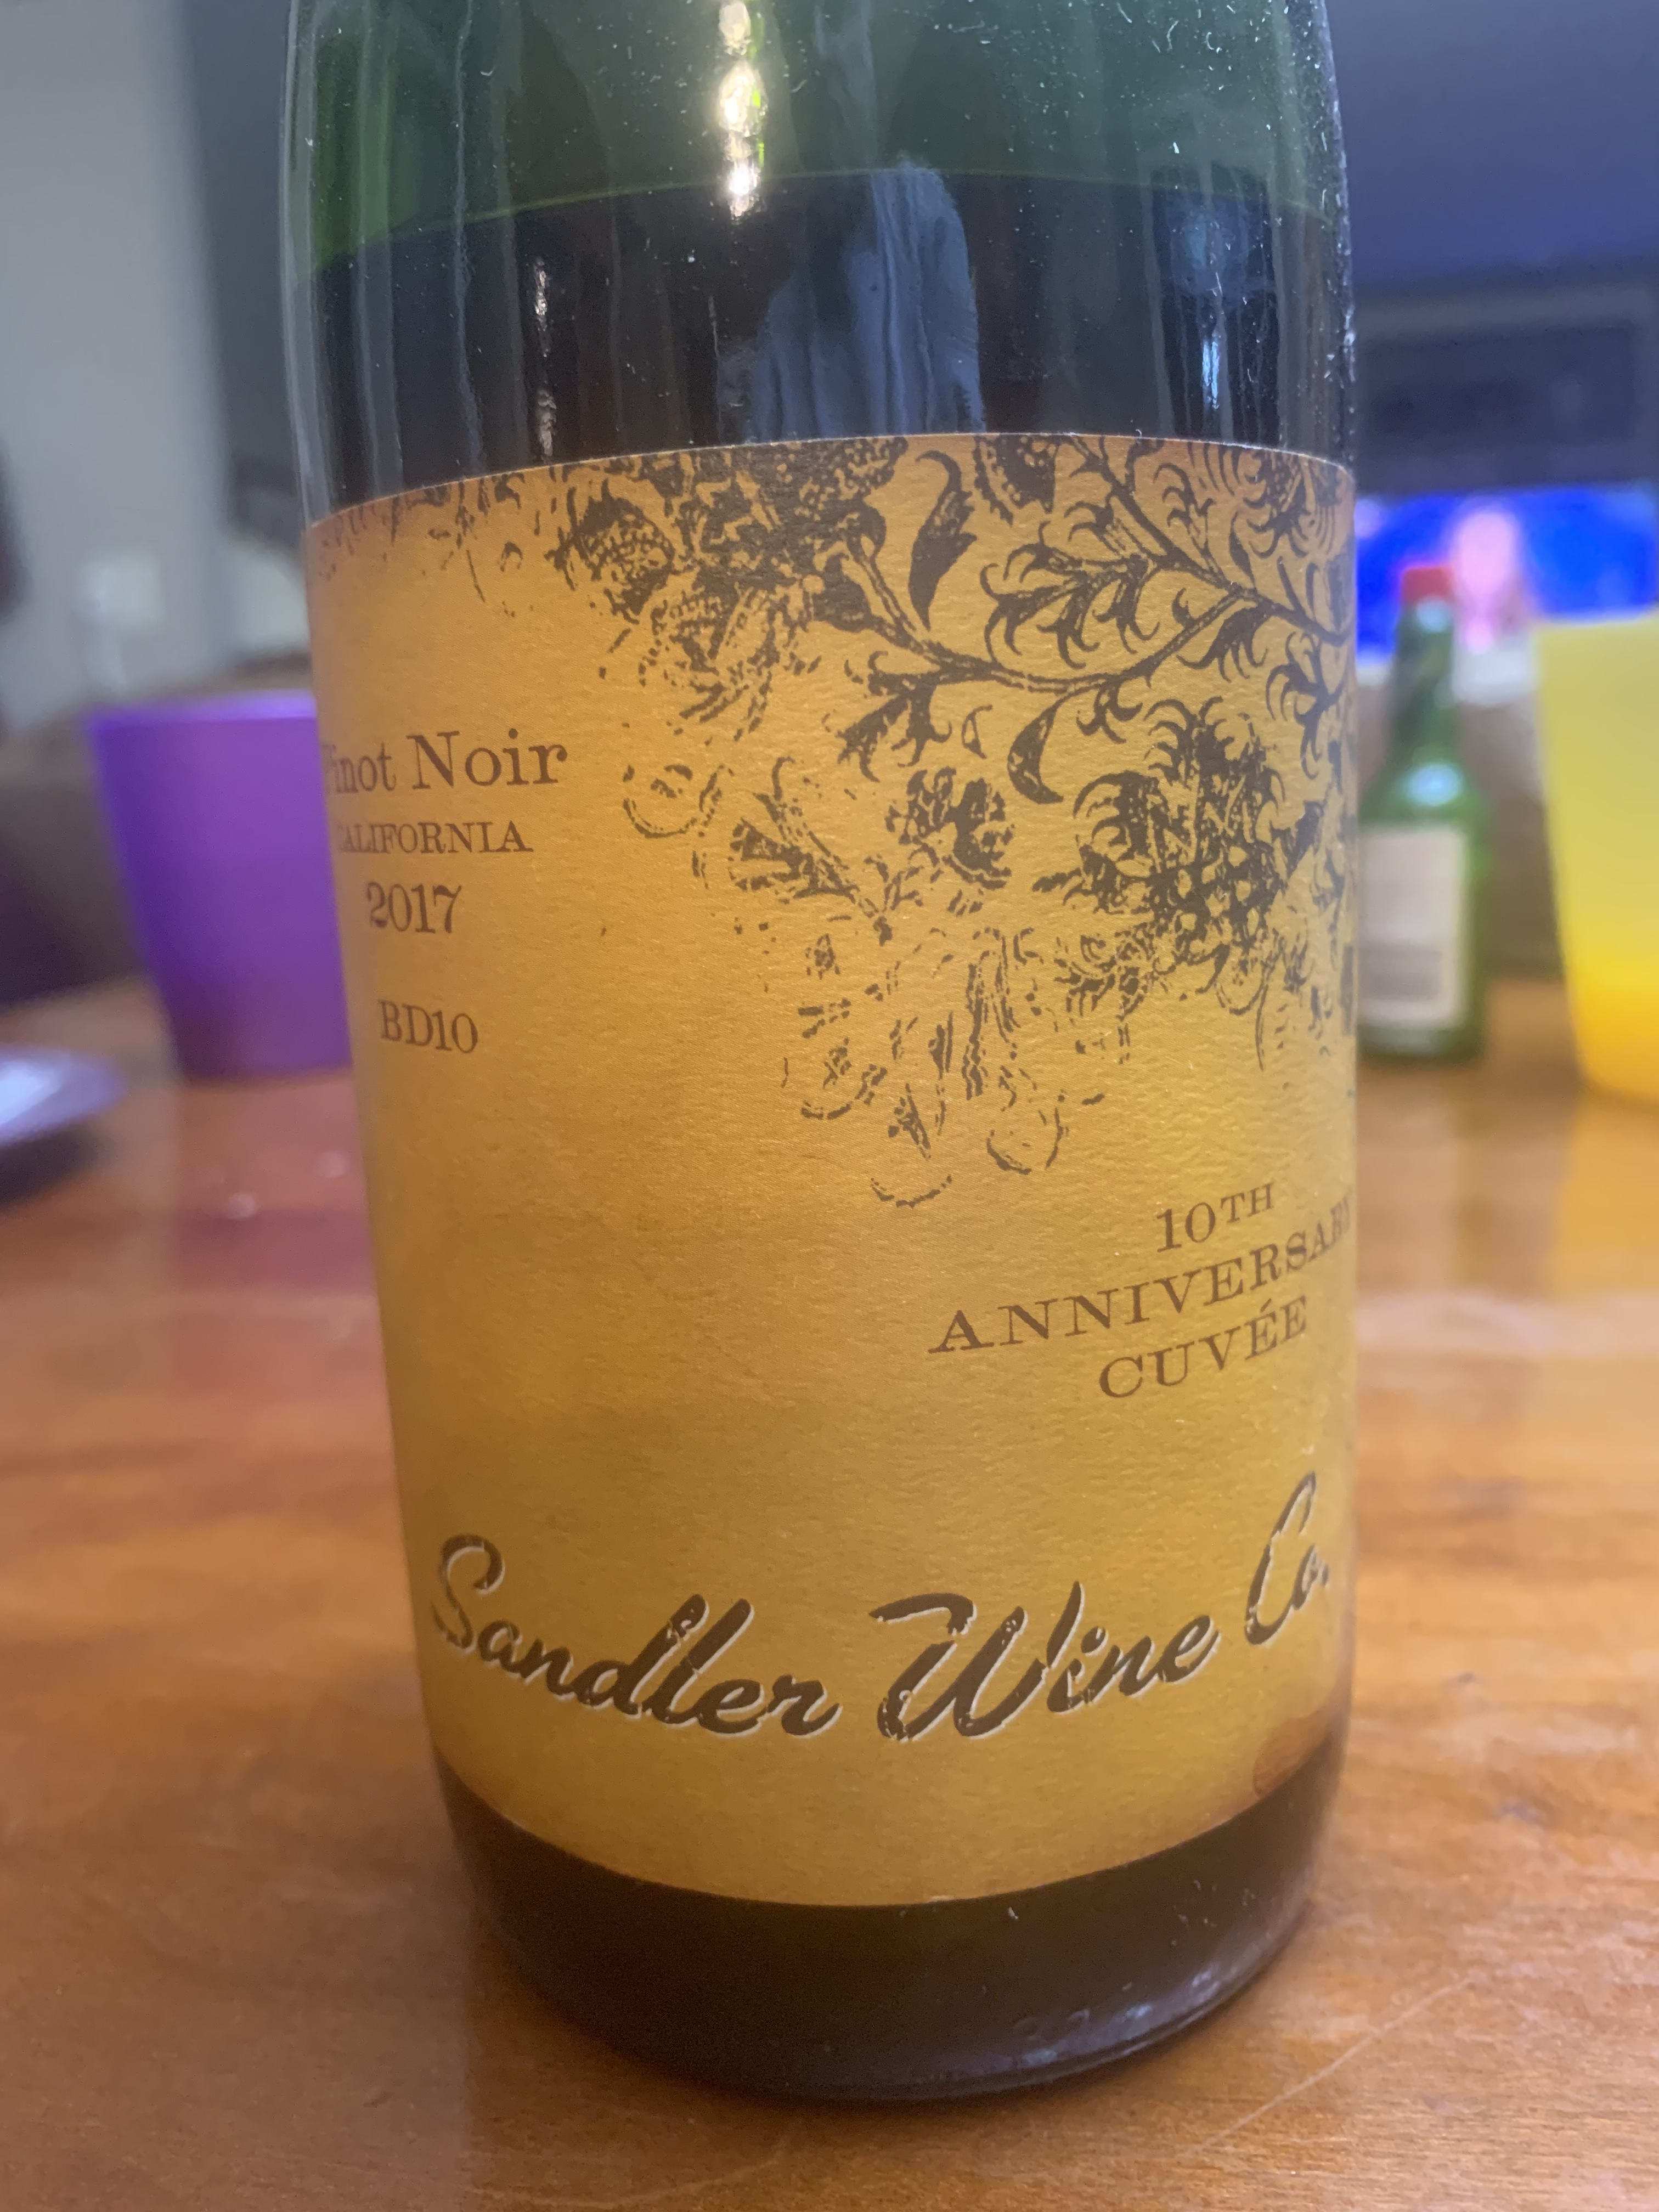 Pinot Noir
CALIFORNIA
2017
BD10
10TH
ANNIVERSARY
CUVÉE
Sandler Wine Co.